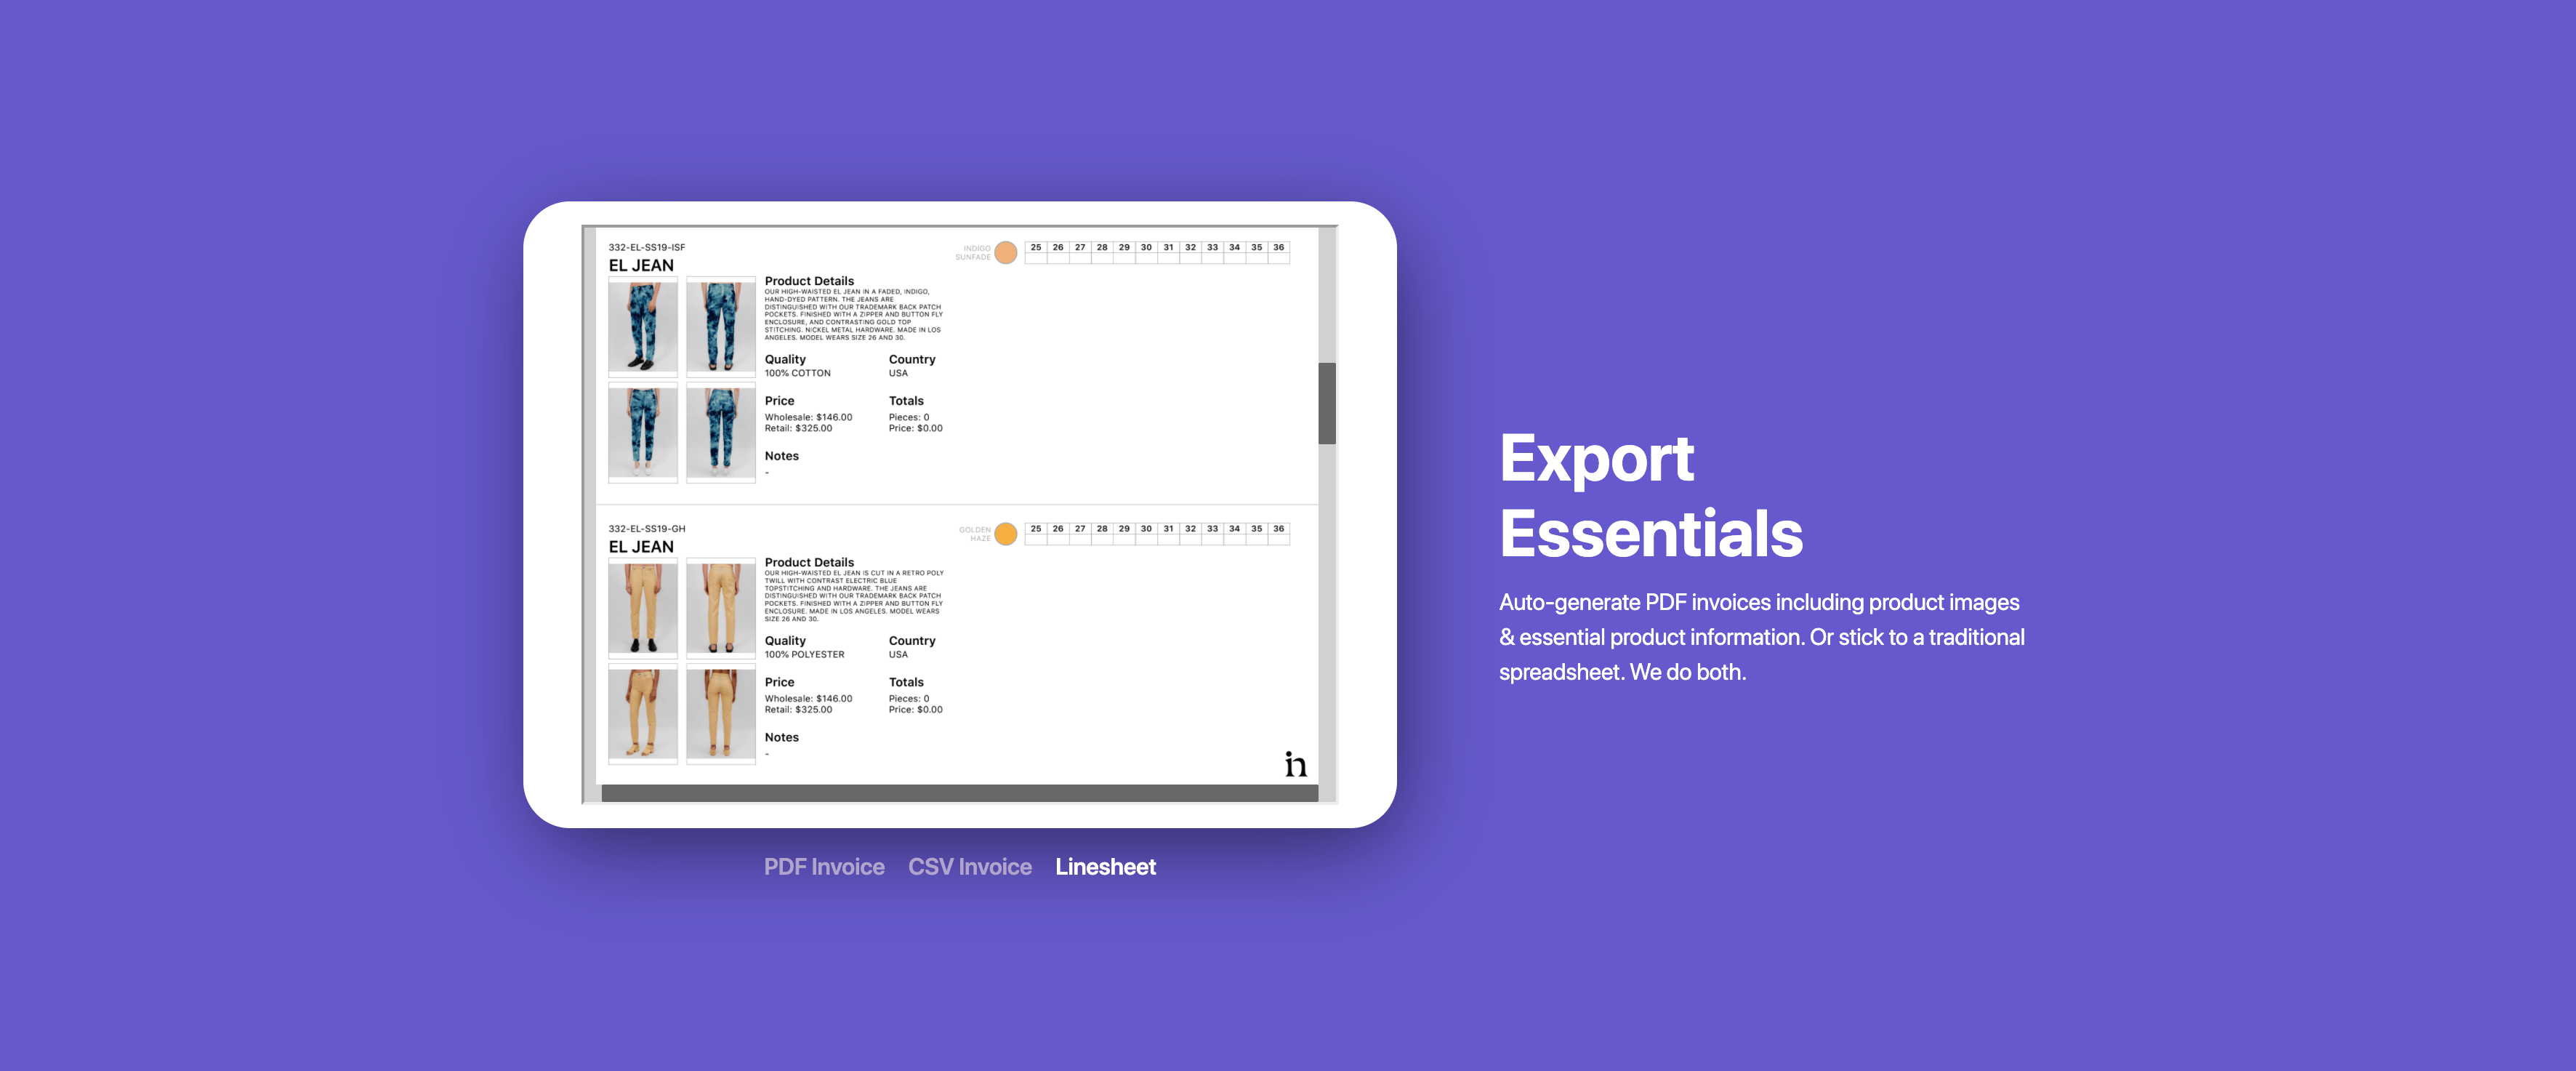 332-EL-SS19-ISF
EL JEAN
INDIGO
SUNFADE
25 26 27 28 29 30 31 32 33 34 35 36
Product Details
OUR HIGH-WAISTED EL JEAN IN A FADED, INDIGO,
HAND-DYED PATTERN. THE JEANS ARE
DISTINGUISHED WITH OUR TRADEMARK BACK PATCH
POCKETS. FINISHED WITH A ZIPPER AND BUTTON FLY
ENCLOSURE, AND CONTRASTING GOLD TOP
STITCHING. NICKEL METAL HARDWARE. MADE IN LOS
ANGELES. MODEL WEARS SIZE 26 AND 30.
Quality Country
100% COTTON USA
Price Totals
Wholesale: $146.00 Pieces: 0
Retail: $325.00 Price: $0.00
Notes
-
332-EL-SS19-GH
EL JEAN
GOLDEN
HAZE
25 26 27 28 29 30 31 32 33 34 35 36
Product Details
OUR HIGH-WAISTED EL JEAN IS CUT IN A RETRO POLY
TWILL WITH CONTRAST ELECTRIC BLUE
TOPSTITCHING AND HARDWARE. THE JEANS ARE
DISTINGUISHED WITH OUR TRADEMARK BACK PATCH
POCKETS. FINISHED WITH A ZIPPER AND BUTTON FLY
ENCLOSURE. MADE IN LOS ANGELES. MODEL WEARS
SIZE 26 AND 30.
Quality Country
100% POLYESTER USA
Price Totals
Wholesale: $146.00 Pieces: 0
Retail: $325.00 Price: $0.00
Notes
-
in
PDF Invoice CSV Invoice Linesheet
Export
Essentials
Auto-generate PDF invoices including product images
& essential product information. Or stick to a traditional
spreadsheet. We do both.